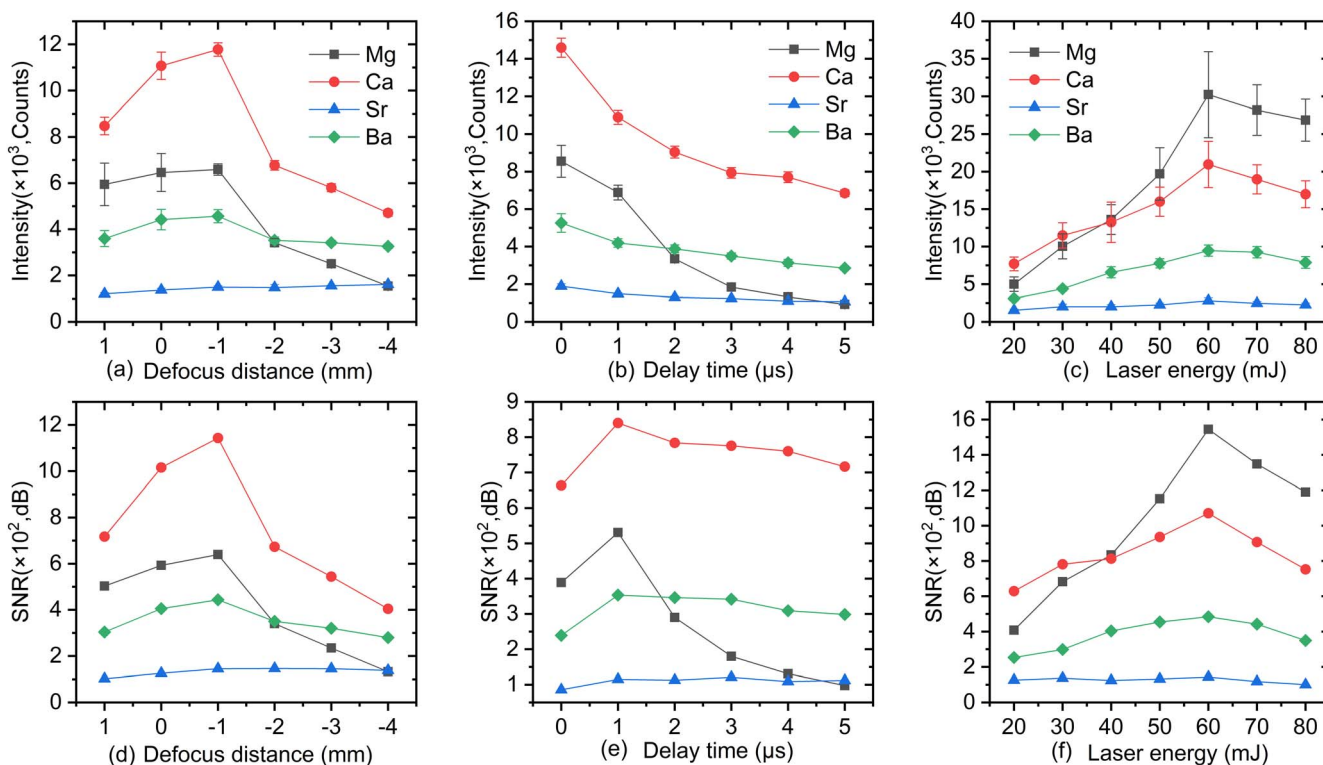 12
10
8
6
4
2
0
Intensity(×10³,Counts)
Mg
Ca
Sr
Ba
1 0 -1 -2 -3 -4
(a) Defocus distance (mm)
16
14
12
10
8
6
4
2
0
Intensity(×10³,Counts)
Mg
Ca
Sr
Ba
0 1 2 3 4 5
(b) Delay time (µs)
40
35
30
25
20
15
10
5
0
Intensity(×10³,Counts)
Mg
Ca
Sr
Ba
20 30 40 50 60 70 80
(c) Laser energy (mJ)
12
10
8
6
4
2
0
SNR(×10²,dB)
1 0 -1 -2 -3 -4
(d) Defocus distance (mm)
9
8
7
6
5
4
3
2
1
SNR(×10²,dB)
0 1 2 3 4 5
(e) Delay time (µs)
16
14
12
10
8
6
4
2
0
SNR(×10²,dB)
20 30 40 50 60 70 80
(f) Laser energy (mJ)